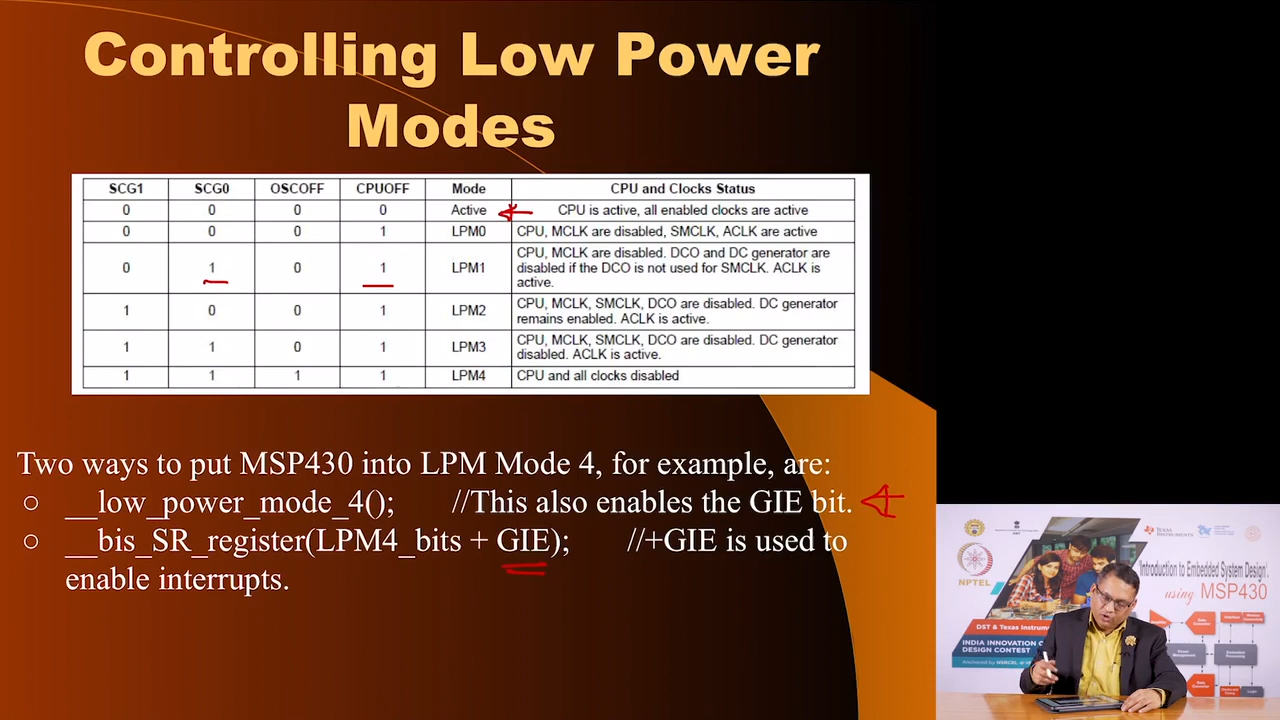 Controlling Low Power
Modes
SCG1 SCG0 OSCOFF CPUOFF Mode CPU and Clocks Status
0 0 0 0 Active CPU is active, all enabled clocks are active
0 0 0 1 LPM0 CPU, MCLK are disabled, SMCLK, ACLK are active
0 1 0 1 LPM1 CPU, MCLK are disabled. DCO and DC generator are
disabled if the DCO is not used for SMCLK. ACLK is
active.
1 0 0 1 LPM2 CPU, MCLK, SMCLK, DCO are disabled. DC generator
remains enabled. ACLK is active.
1 1 0 1 LPM3 CPU, MCLK, SMCLK, DCO are disabled. DC generator
disabled. ACLK is active.
1 1 1 1 LPM4 CPU and all clocks disabled
Two ways to put MSP430 into LPM Mode 4, for example, are:
○ __low_power_mode_4(); //This also enables the GIE bit.
○ __bis_SR_register(LPM4_bits + GIE); //+GIE is used to
enable interrupts.
NPTEL
TEXAS INSTRUMENTS
'Introduction to Embedded System Design'
using MSP430
DST & Texas Instrum
INDIA INNOVATION C
DESIGN CONTEST